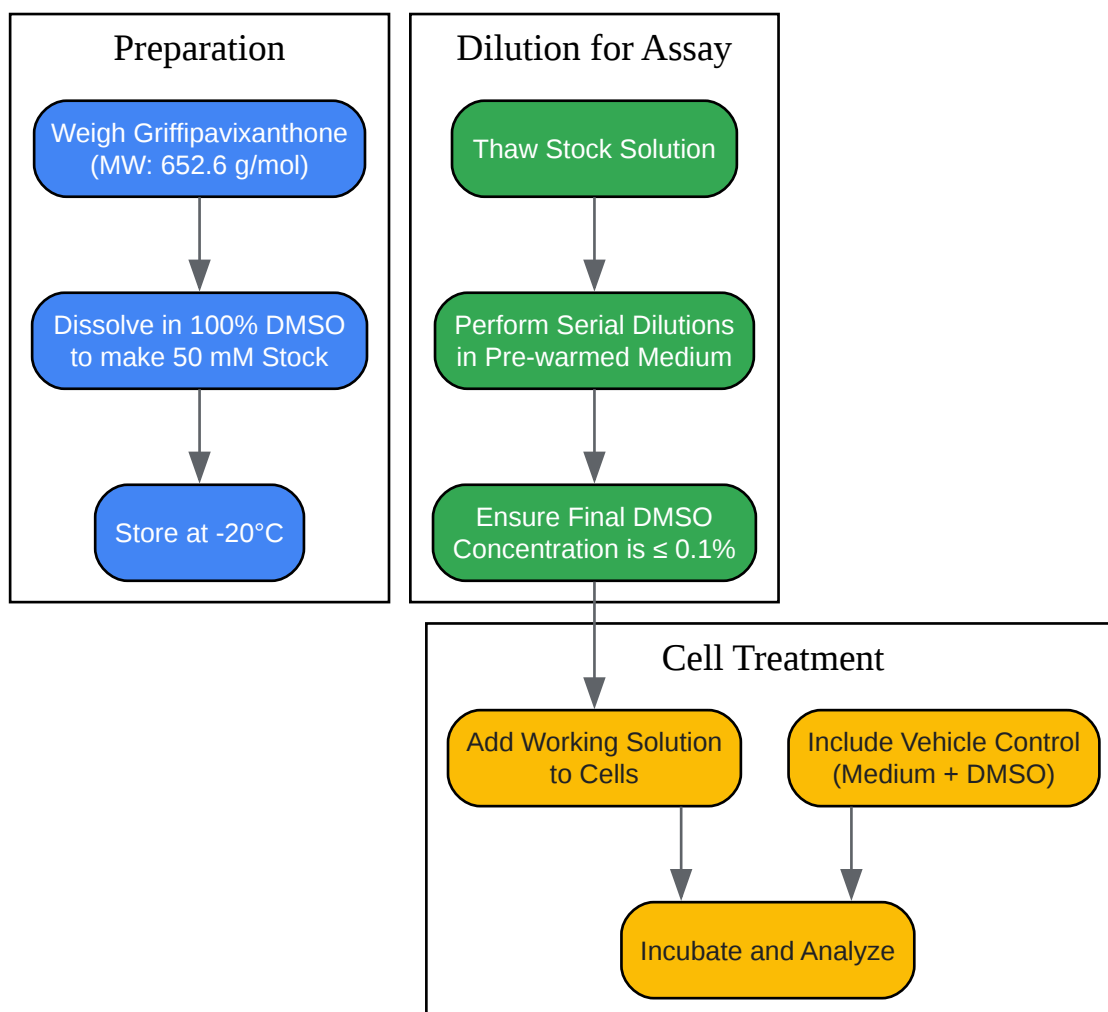 Preparation
Weigh Griffipavixanthone
(MW: 652.6 g/mol)
Dissolve in 100% DMSO
to make 50 mM Stock
Store at -20°C
Dilution for Assay
Thaw Stock Solution
Perform Serial Dilutions
in Pre-warmed Medium
Ensure Final DMSO
Concentration is ≤ 0.1%
Cell Treatment
Add Working Solution
to Cells
Include Vehicle Control
(Medium + DMSO)
Incubate and Analyze